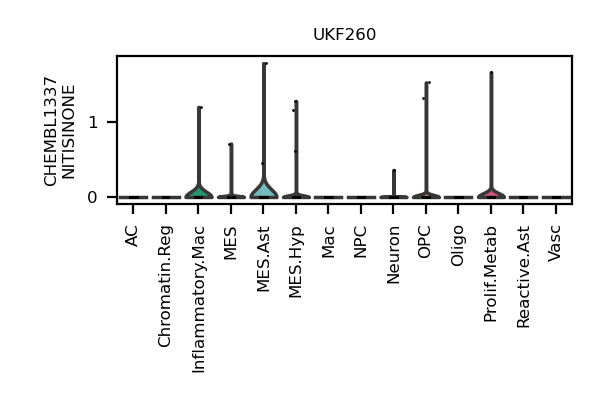 UKF260
CHEMBL1337
NITISINONE
1
0
AC
Chromatin.Reg
Inflammatory.Mac
MES
MES.Ast
MES.Hyp
Mac
NPC
Neuron
OPC
Oligo
Prolif.Metab
Reactive.Ast
Vasc